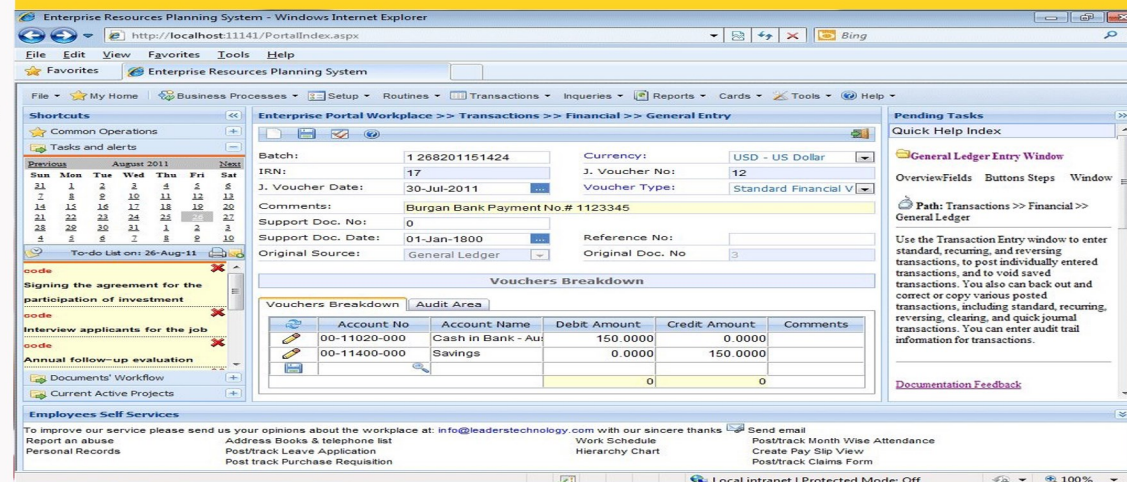 Enterprise Resources Planning System - Windows Internet Explorer
http://localhost:11141/PortalIndex.aspx
Bing
File Edit View Favorites Tools Help
Favorites Enterprise Resources Planning System
File My Home Business Processes Setup Routines Transactions Inqueries Reports Cards Tools Help
Shortcuts
Common Operations
Tasks and alerts
Previous August 2011 Next
Sun Mon Tue Wed Thu Fri Sat
31 1 2 3 4 5 6
7 8 9 10 11 12 13
14 15 16 17 18 19 20
21 22 23 24 25 26 27
28 29 30 31 1 2 3
4 5 6 7 8 9 10
To-do List on: 26-Aug-11
code
Signing the agreement for the
participation of investment
code
Interview applicants for the job
code
Annual follow-up evaluation
Documents' Workflow
Current Active Projects
Enterprise Portal Workplace >> Transactions >> Financial >> General Entry
Batch: 1 268201151424 Currency: USD - US Dollar
IRN: 17 J. Voucher No: 12
J. Voucher Date: 30-Jul-2011 ... Voucher Type: Standard Financial V
Comments: Burgan Bank Payment No.# 1123345
Support Doc. No: 0
Support Doc. Date: 01-Jan-1800 ... Reference No:
Original Source: General Ledger Original Doc. No 3
Vouchers Breakdown
Vouchers Breakdown Audit Area
Account No Account Name Debit Amount Credit Amount Comments
00-11020-000 Cash in Bank - Au 150.0000 0.0000
00-11400-000 Savings 0.0000 150.0000
0 0
Pending Tasks
Quick Help Index
General Ledger Entry Window
OverviewFields Buttons Steps Window
Path: Transactions >> Financial >>
General Ledger
Use the Transaction Entry window to enter
standard, recurring, and reversing
transactions, to post individually entered
transactions, and to void saved
transactions. You also can back out and
correct or copy various posted
transactions, including standard, recurring,
reversing, clearing, and quick journal
transactions. You can enter audit trail
information for transactions.
Documentation Feedback
Employees Self Services
To improve our service please send us your opinions about the workplace at: info@leaderstechnology.com with our sincere thanks Send email
Report an abuse Address Books & telephone list Work Schedule Post/track Month Wise Attendance
Personal Records Post/track Leave Application Hierarchy Chart Create Pay Slip View
Post track Purchase Requisition Post/track Claims Form
Local intranet | Protected Mode: Off 100%